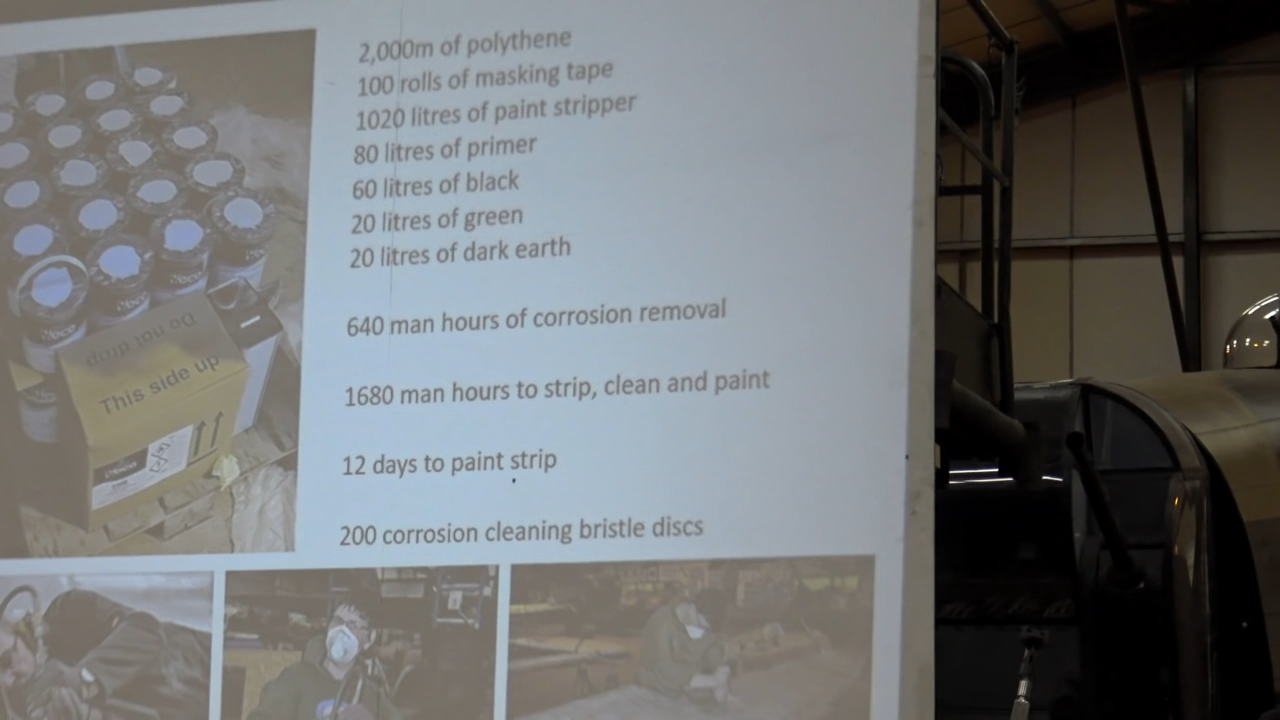 2,000m of polythene
100 rolls of masking tape
1020 litres of paint stripper
80 litres of primer
60 litres of black
20 litres of green
20 litres of dark earth
640 man hours of corrosion removal
1680 man hours to strip, clean and paint
12 days to paint strip
200 corrosion cleaning bristle discs
Do not drop
This side up